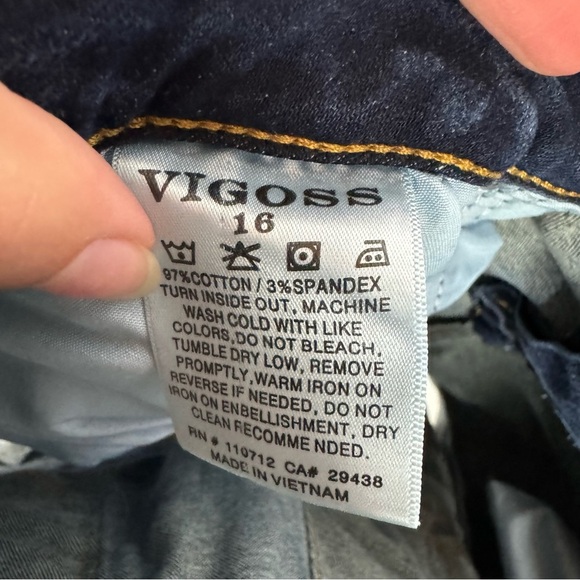 VIGOSS
16
97%COTTON / 3%SPANDEX
TURN INSIDE OUT, MACHINE
WASH COLD WITH LIKE
COLORS,DO NOT BLEACH,
TUMBLE DRY LOW, REMOVE
PROMPTLY,WARM IRON ON
REVERSE IF NEEDED, DO NOT
IRON ON EMBELLISHMENT, DRY
CLEAN RECOMME NDED.
RN # 110712 CA# 29438
MADE IN VIETNAM